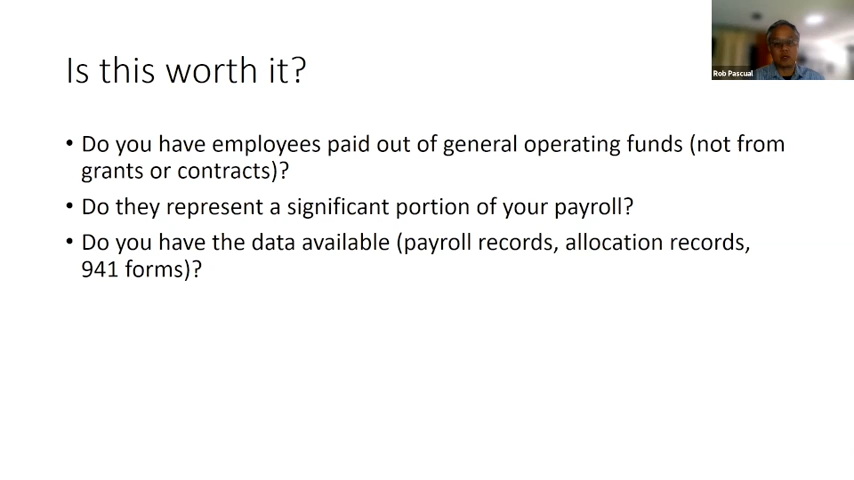 Rob Pascual
Is this worth it?
• Do you have employees paid out of general operating funds (not from
grants or contracts)?
• Do they represent a significant portion of your payroll?
• Do you have the data available (payroll records, allocation records,
941 forms)?